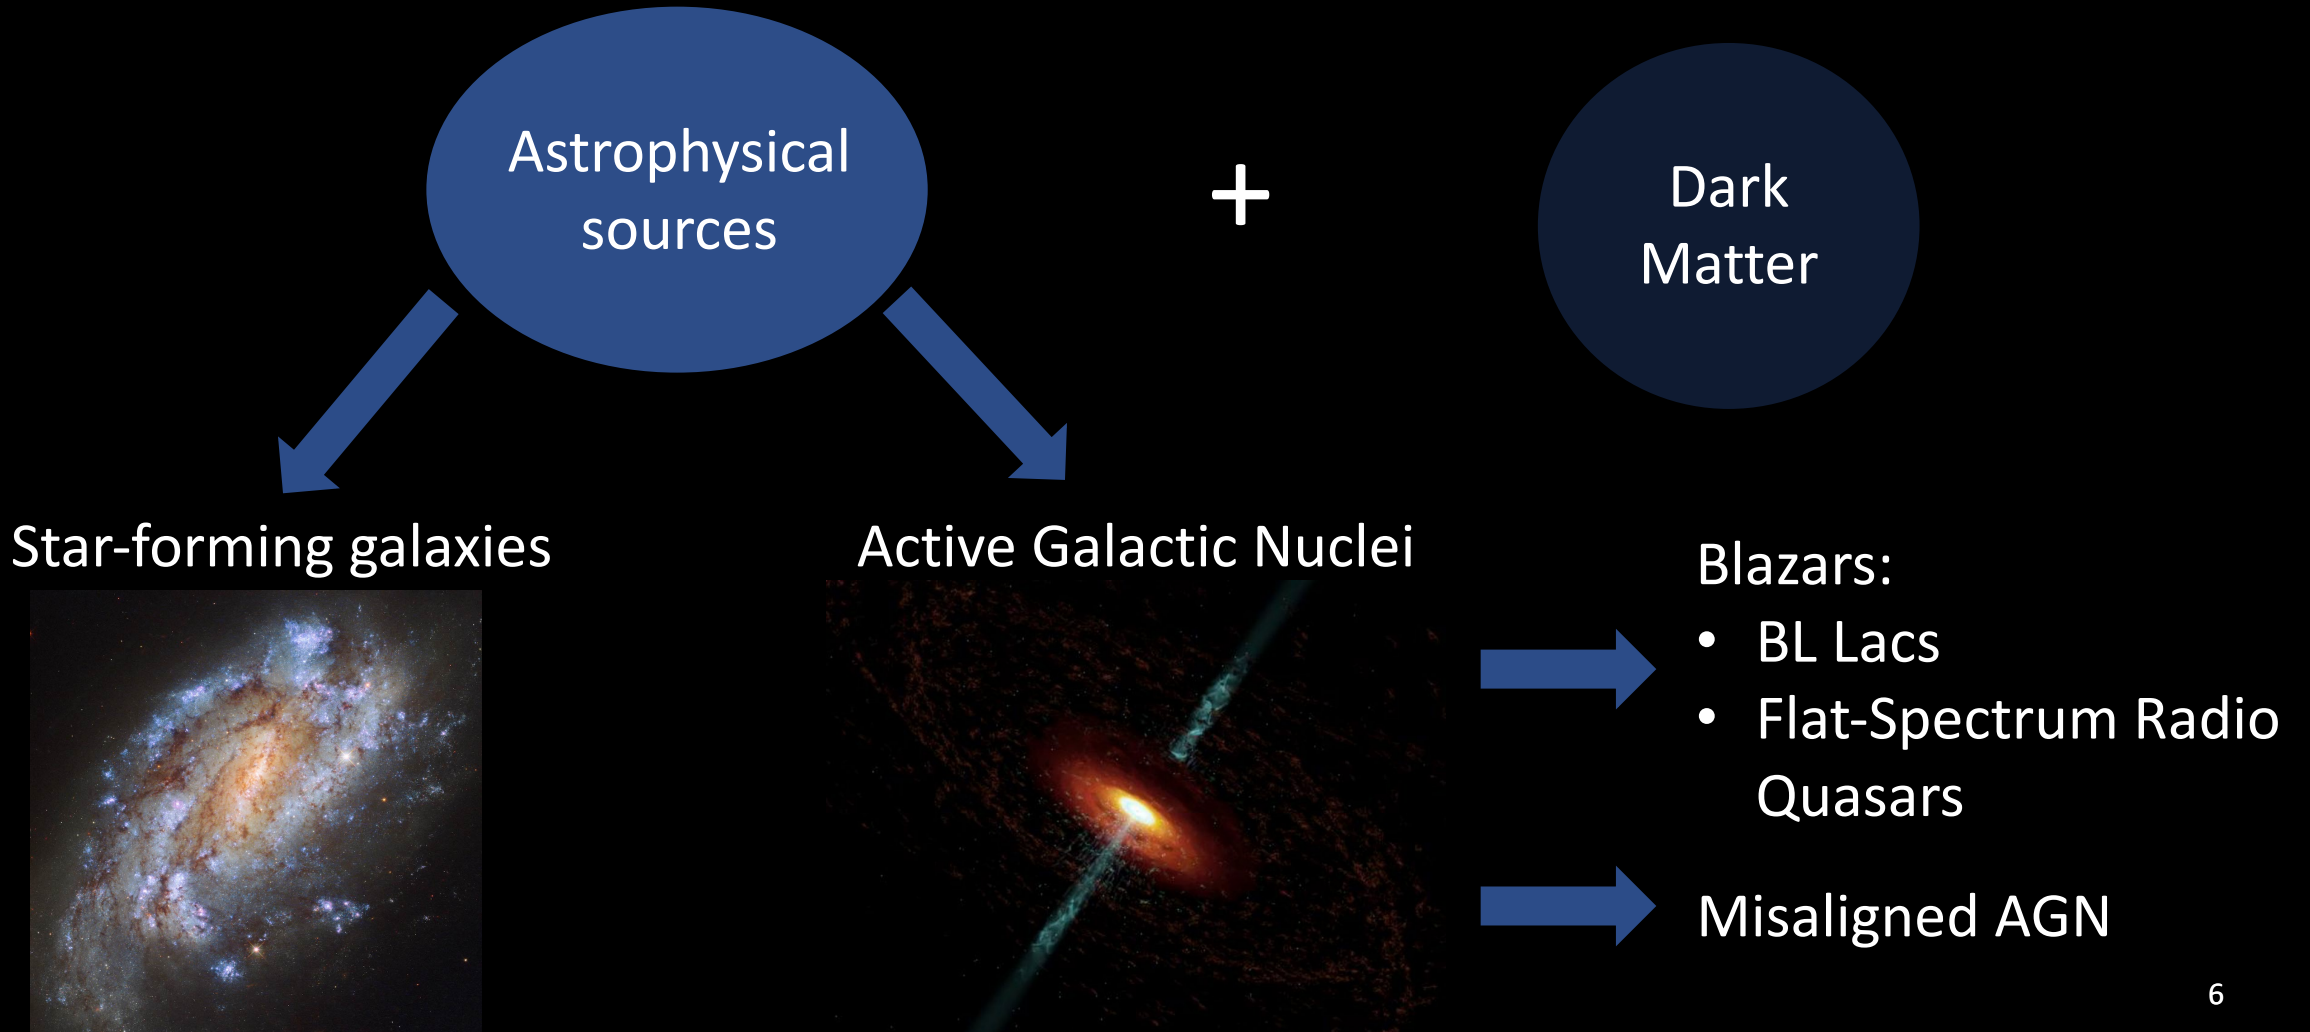 Astrophysical
sources
+
Dark
Matter
Star-forming galaxies
Active Galactic Nuclei
Blazars:
• BL Lacs
• Flat-Spectrum Radio
Quasars
Misaligned AGN
6